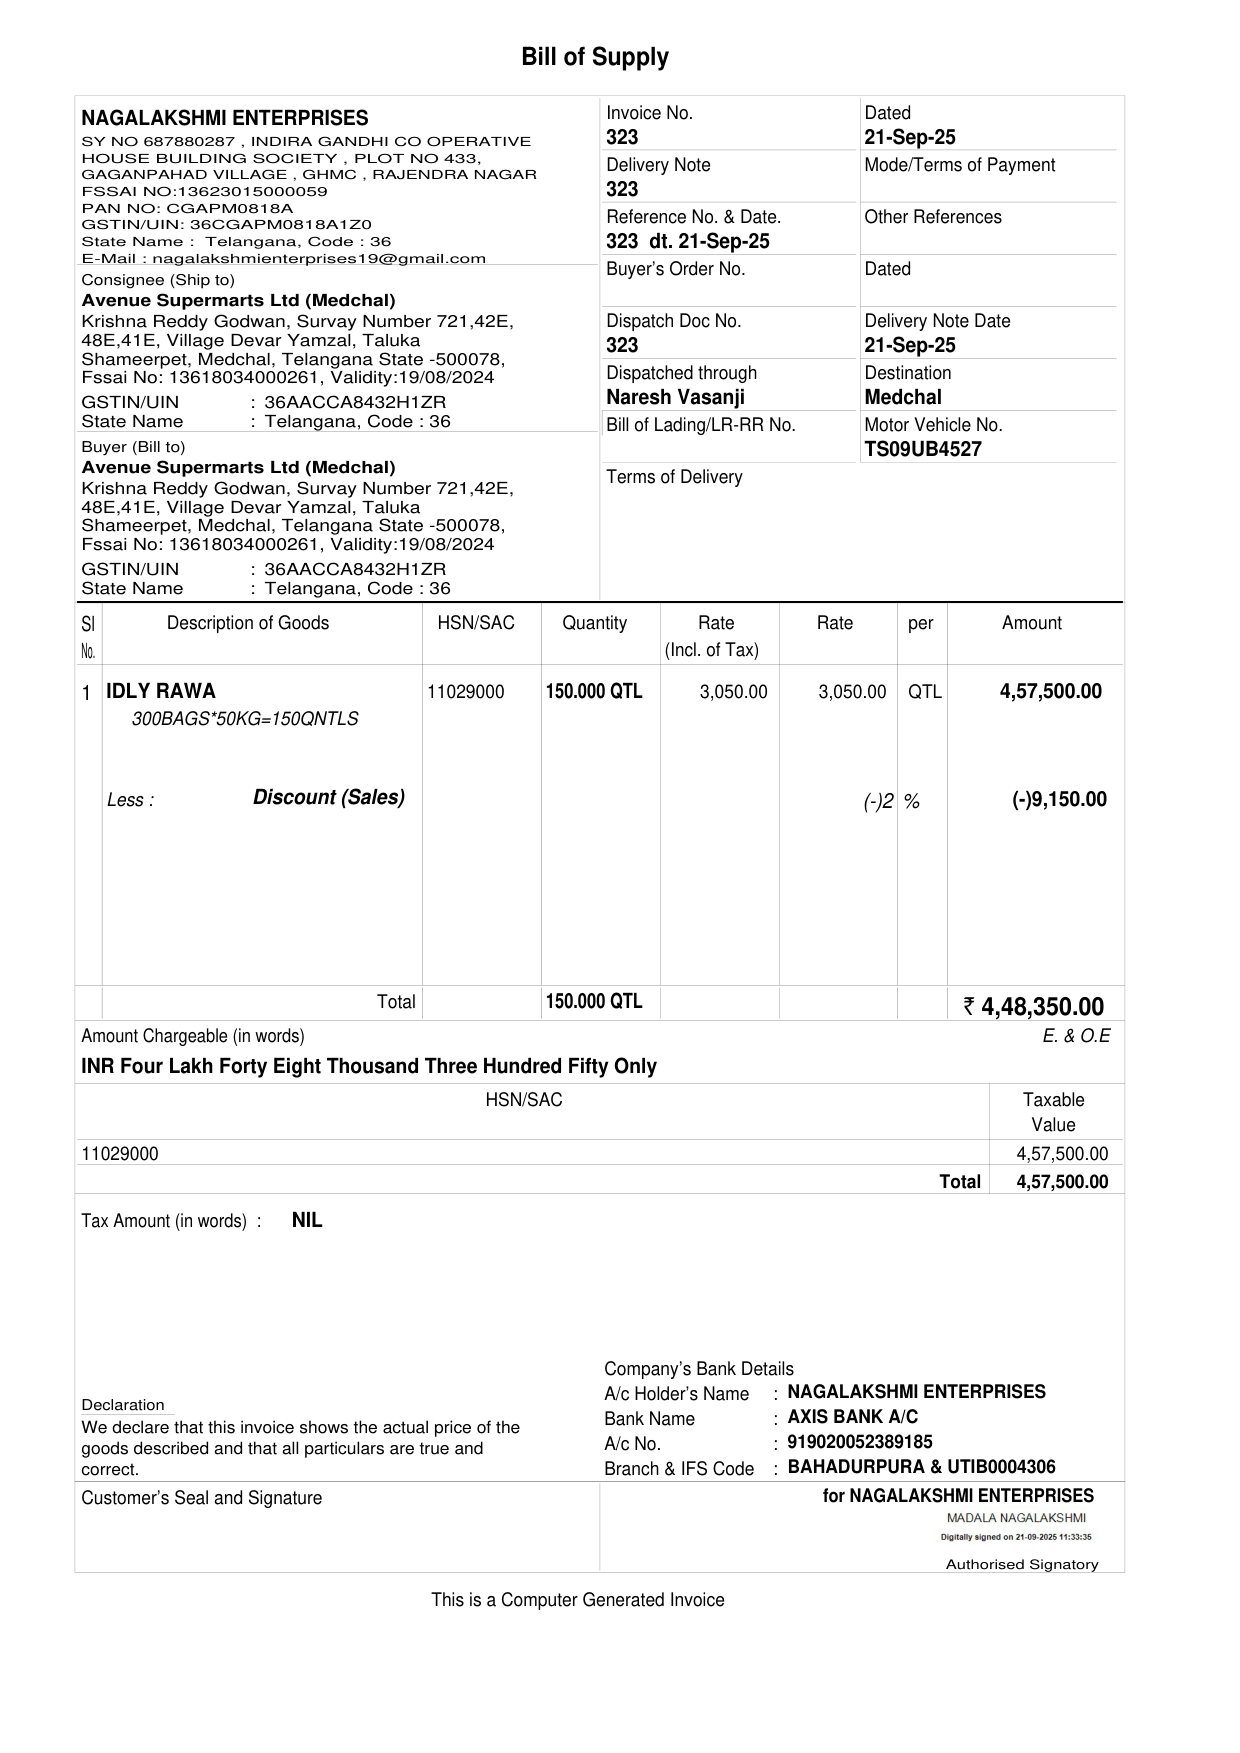 Bill of Supply
NAGALAKSHMI ENTERPRISES
SY NO 687880287 , INDIRA GANDHI CO OPERATIVE
HOUSE BUILDING SOCIETY , PLOT NO 433,
GAGANPAHAD VILLAGE , GHMC , RAJENDRA NAGAR
FSSAI NO:13623015000059
PAN NO: CGAPM0818A
GSTIN/UIN: 36CGAPM0818A1Z0
State Name : Telangana, Code : 36
E-Mail : nagalakshmienterprises19@gmail.com
Consignee (Ship to)
Avenue Supermarts Ltd (Medchal)
Krishna Reddy Godwan, Survay Number 721,42E,
48E,41E, Village Devar Yamzal, Taluka
Shameerpet, Medchal, Telangana State -500078,
Fssai No: 13618034000261, Validity:19/08/2024
GSTIN/UIN : 36AACCA8432H1ZR
State Name : Telangana, Code : 36
Buyer (Bill to)
Avenue Supermarts Ltd (Medchal)
Krishna Reddy Godwan, Survay Number 721,42E,
48E,41E, Village Devar Yamzal, Taluka
Shameerpet, Medchal, Telangana State -500078,
Fssai No: 13618034000261, Validity:19/08/2024
GSTIN/UIN : 36AACCA8432H1ZR
State Name : Telangana, Code : 36
Invoice No. Dated
323 21-Sep-25
Delivery Note Mode/Terms of Payment
323
Reference No. & Date. Other References
323 dt. 21-Sep-25
Buyer's Order No. Dated
Dispatch Doc No. Delivery Note Date
323 21-Sep-25
Dispatched through Destination
Naresh Vasanji Medchal
Bill of Lading/LR-RR No. Motor Vehicle No.
TS09UB4527
Terms of Delivery
Sl Description of Goods HSN/SAC Quantity Rate Rate per Amount
No. (Incl. of Tax)
1 IDLY RAWA 11029000 150.000 QTL 3,050.00 3,050.00 QTL 4,57,500.00
300BAGS*50KG=150QNTLS
Less : Discount (Sales) (-)2 % (-)9,150.00
Total 150.000 QTL ₹ 4,48,350.00
Amount Chargeable (in words) E. & O.E
INR Four Lakh Forty Eight Thousand Three Hundred Fifty Only
HSN/SAC Taxable
Value
11029000 4,57,500.00
Total 4,57,500.00
Tax Amount (in words) : NIL
Company's Bank Details
A/c Holder's Name : NAGALAKSHMI ENTERPRISES
Bank Name : AXIS BANK A/C
A/c No. : 919020052389185
Branch & IFS Code : BAHADURPURA & UTIB0004306
Declaration
We declare that this invoice shows the actual price of the
goods described and that all particulars are true and
correct.
Customer's Seal and Signature
for NAGALAKSHMI ENTERPRISES
MADALA NAGALAKSHMI
Digitally signed on 21-09-2025 11:33:35
Authorised Signatory
This is a Computer Generated Invoice